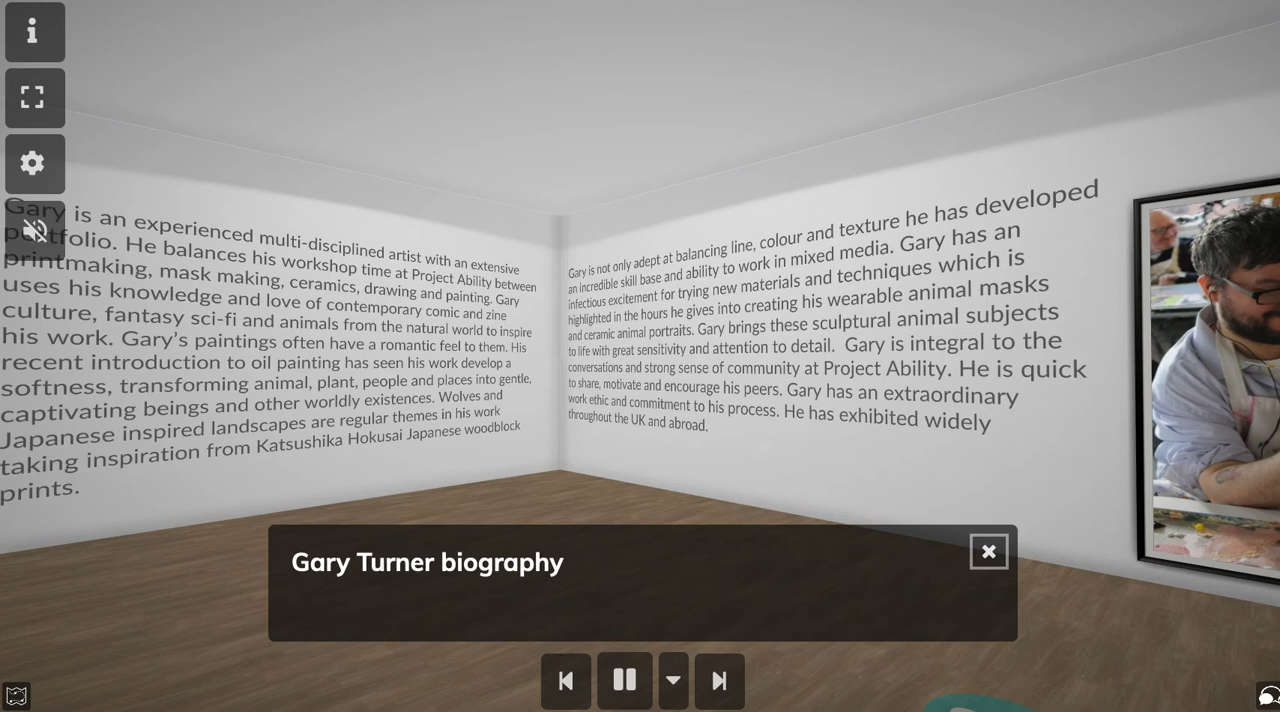 Gary is an experienced multi-disciplined artist with an extensive
portfolio. He balances his workshop time at Project Ability between
printmaking, mask making, ceramics, drawing and painting. Gary
uses his knowledge and love of contemporary comic and zine
culture, fantasy sci-fi and animals from the natural world to inspire
his work. Gary’s paintings often have a romantic feel to them. His
recent introduction to oil painting has seen his work develop a
softness, transforming animal, plant, people and places into gentle,
captivating beings and other worldly existences. Wolves and
Japanese inspired landscapes are regular themes in his work
taking inspiration from Katsushika Hokusai Japanese woodblock
prints.
Gary is not only adept at balancing line, colour and texture he has developed
an incredible skill base and ability to work in mixed media. Gary has an
infectious excitement for trying new materials and techniques which is
highlighted in the hours he gives into creating his wearable animal masks
and ceramic animal portraits. Gary brings these sculptural animal subjects
to life with great sensitivity and attention to detail.  Gary is integral to the
conversations and strong sense of community at Project Ability. He is quick
to share, motivate and encourage his peers. Gary has an extraordinary
work ethic and commitment to his process. He has exhibited widely
throughout the UK and abroad.
Gary Turner biography